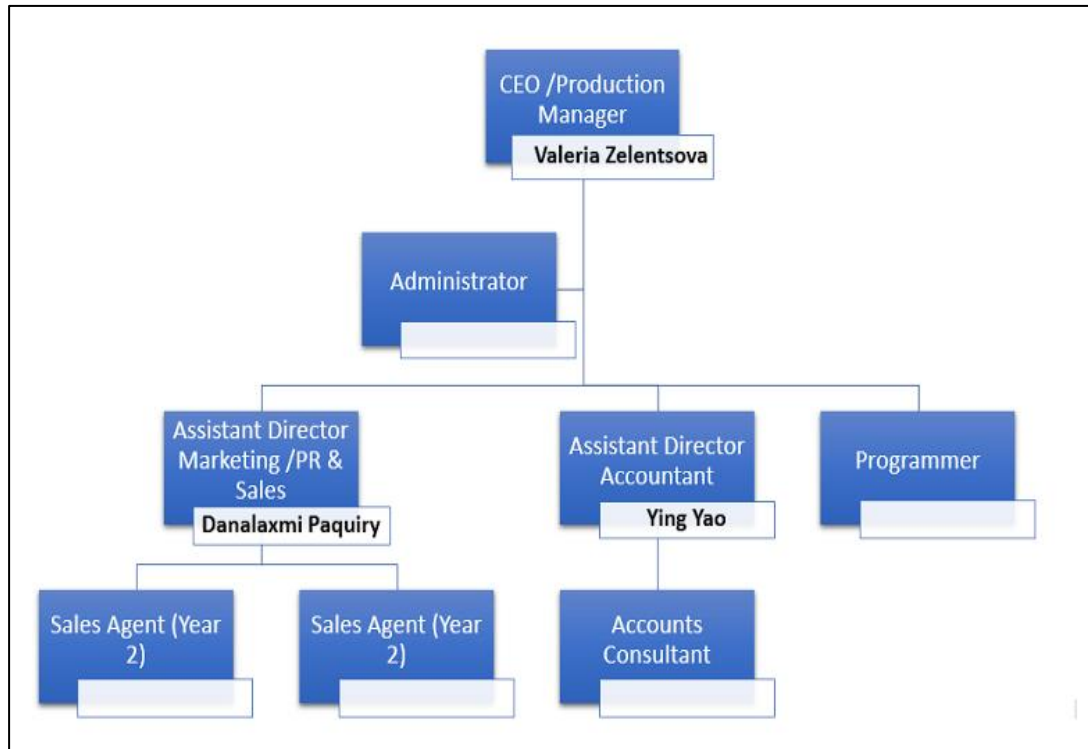 CEO /Production
Manager
Valeria Zelentsova
Administrator
Assistant Director
Marketing /PR &
Sales
Danalaxmi Paquiry
Assistant Director
Accountant
Ying Yao
Programmer
Sales Agent (Year
2)
Sales Agent (Year
2)
Accounts
Consultant